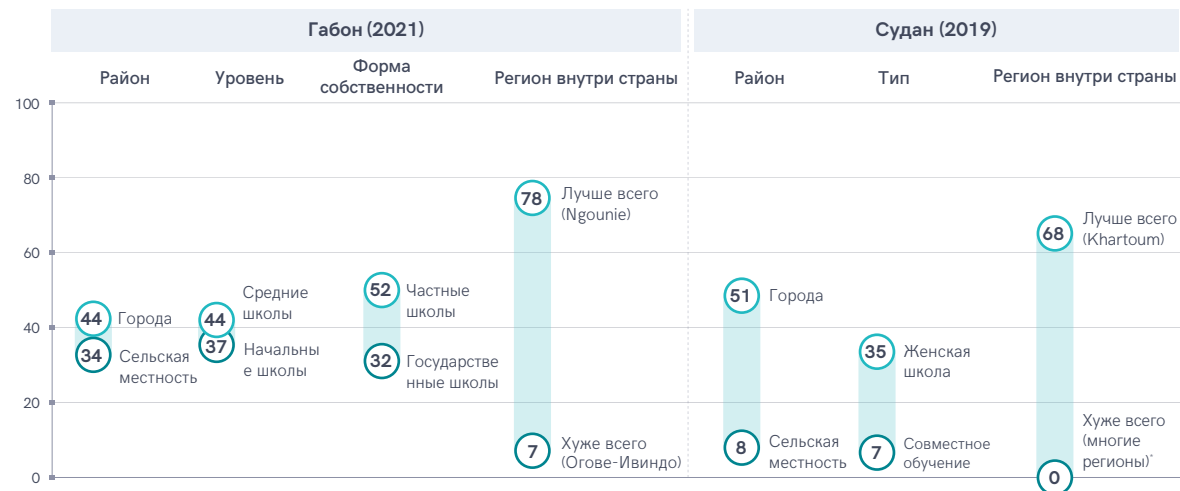 Габон (2021)
Судан (2019)
Район
Уровень
Форма
собственности
Регион внутри страны
Район
Тип
Регион внутри страны
100
80
60
40
20
0
44
Города
34
Сельская
местность
44
Средние
школы
37
Начальны
е школы
52
Частные
школы
32
Государстве
нные школы
78
Лучше всего
(Ngounie)
7
Хуже всего
(Огове-Ивиндо)
51
Города
8
Сельская
местность
35
Женская
школа
7
Совместное
обучение
68
Лучше всего
(Khartoum)
0
Хуже всего
(многие
регионы)*